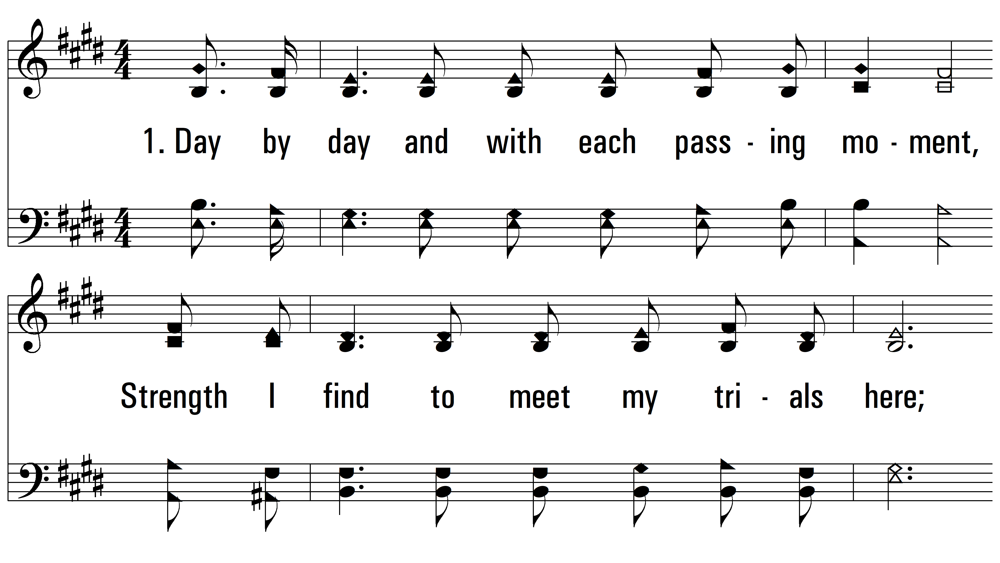 1. Day by day and with each pass - ing mo - ment,
Strength I find to meet my tri - als here;